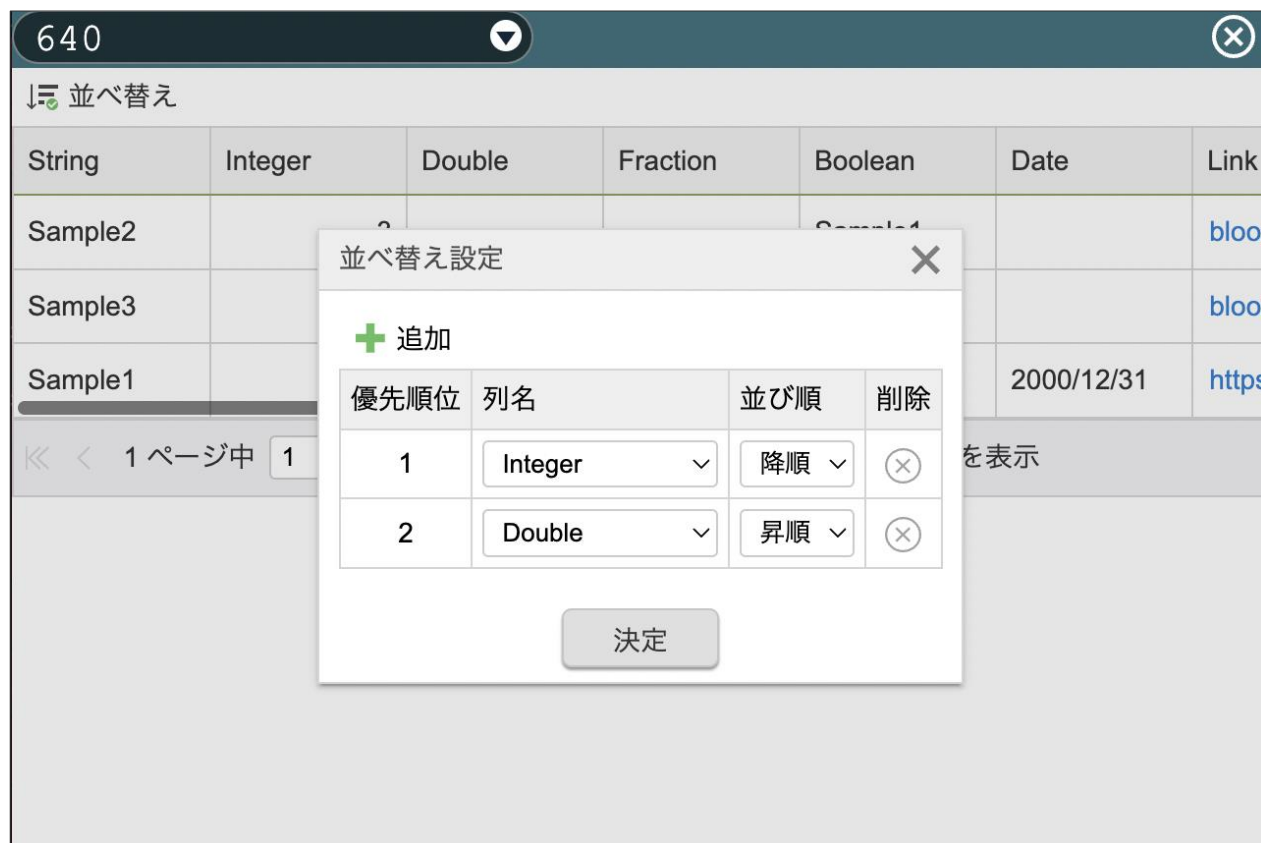 640
並べ替え
String Integer Double Fraction Boolean Date Link
Sample2
並べ替え設定
Sample3
追加
Sample1 2000/12/31
優先順位 列名 並び順 削除
1 ページ中 1 を表示
1 Integer 降順
2 Double 昇順
決定